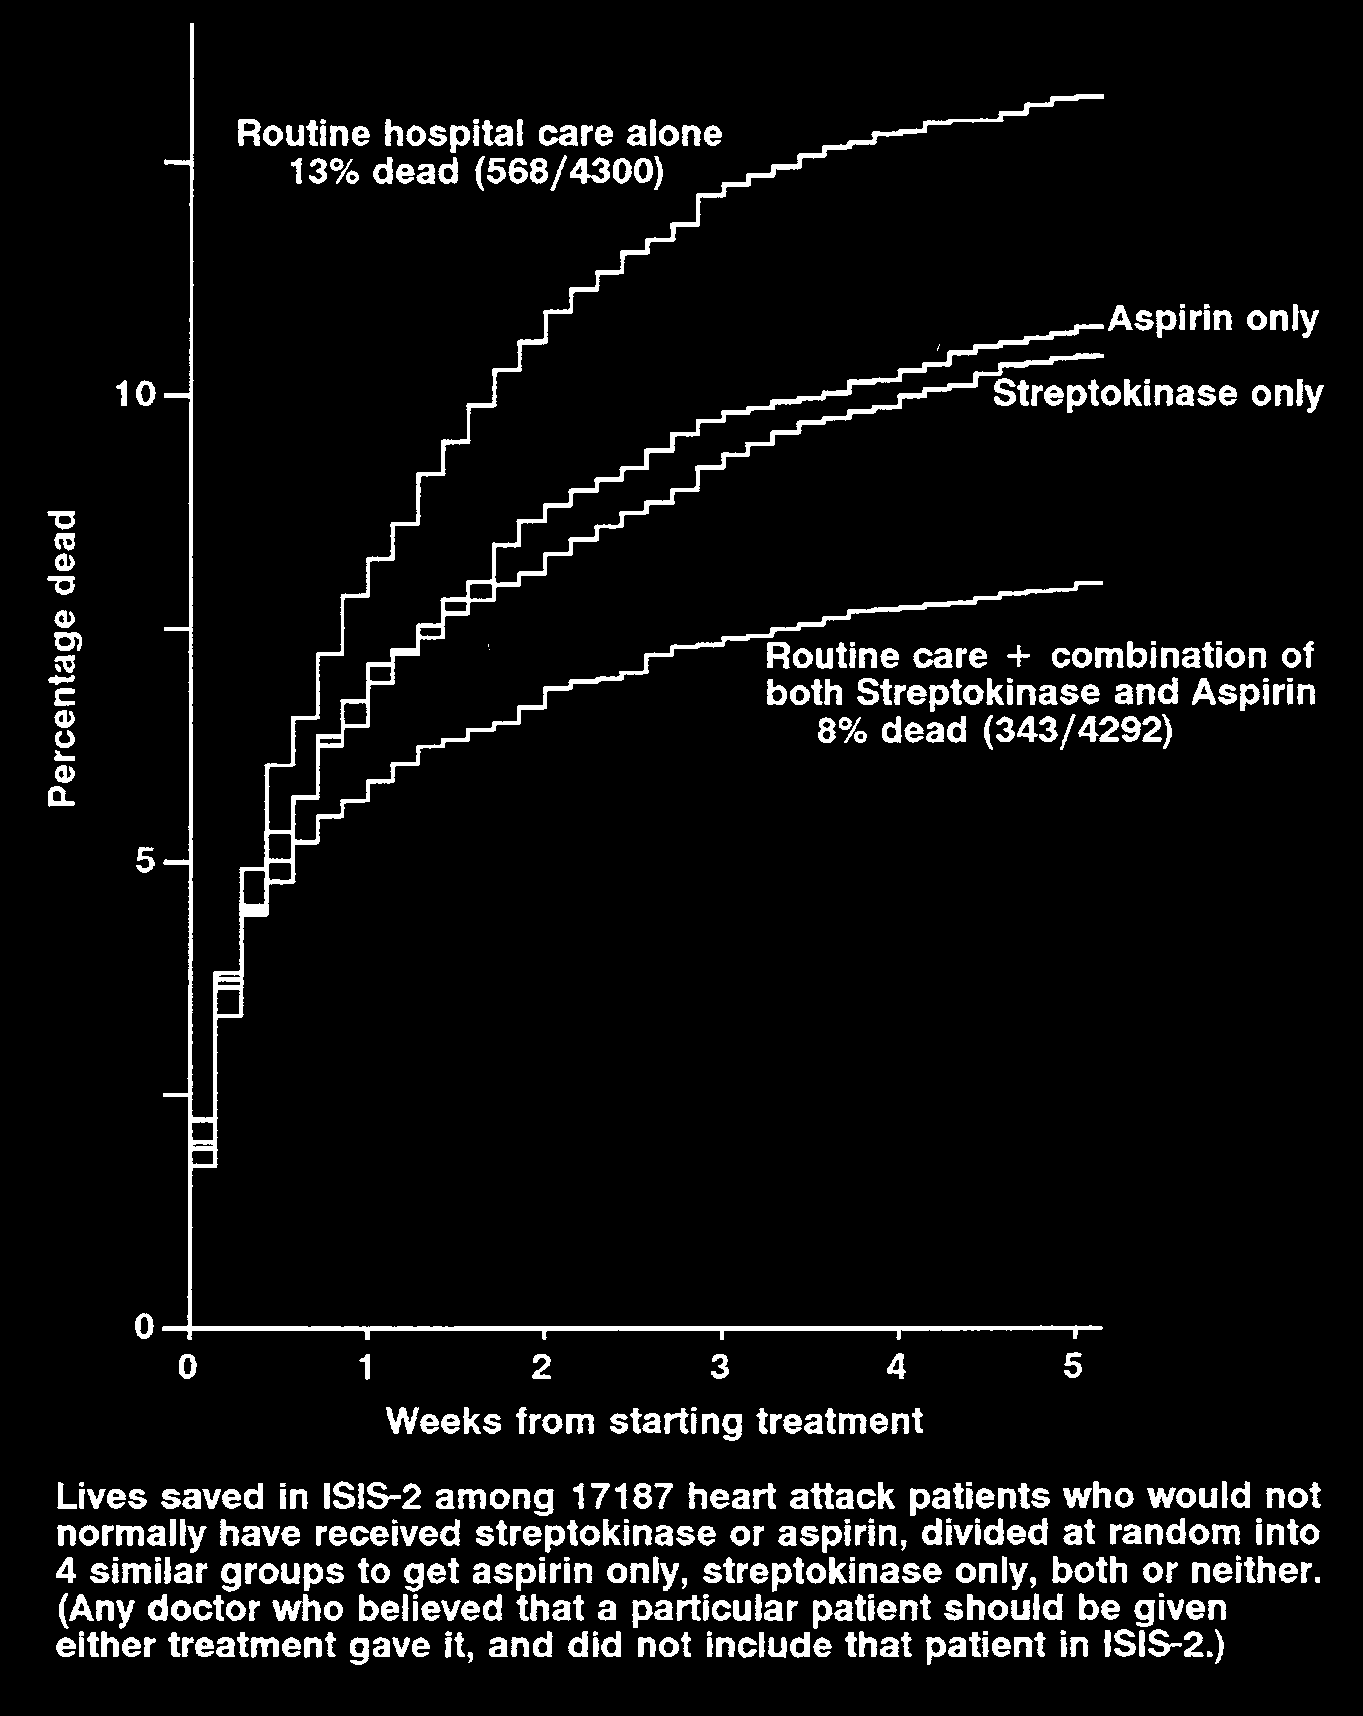 Routine hospital care alone
13% dead (568/4300)
Aspirin only
10
Streptokinase only
Percentage dead
Routine care + combination of
both Streptokinase and Aspirin
8% dead (343/4292)
5
0
0 1 2 3 4 5
Weeks from starting treatment
Lives saved in ISIS-2 among 17187 heart attack patients who would not
normally have received streptokinase or aspirin, divided at random into
4 similar groups to get aspirin only, streptokinase only, both or neither.
(Any doctor who believed that a particular patient should be given
either treatment gave it, and did not include that patient in ISIS-2.)